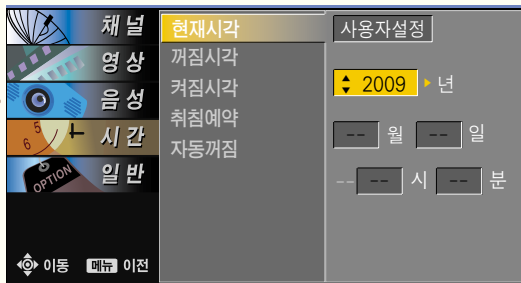 채널
영상
음성
5
6
시간
OPTION
일반
이동 메뉴 이전
현재시각
꺼짐시각
켜짐시각
취침예약
자동꺼짐
사용자설정
2009 년
-- 월 -- 일
-- -- 시 -- 분